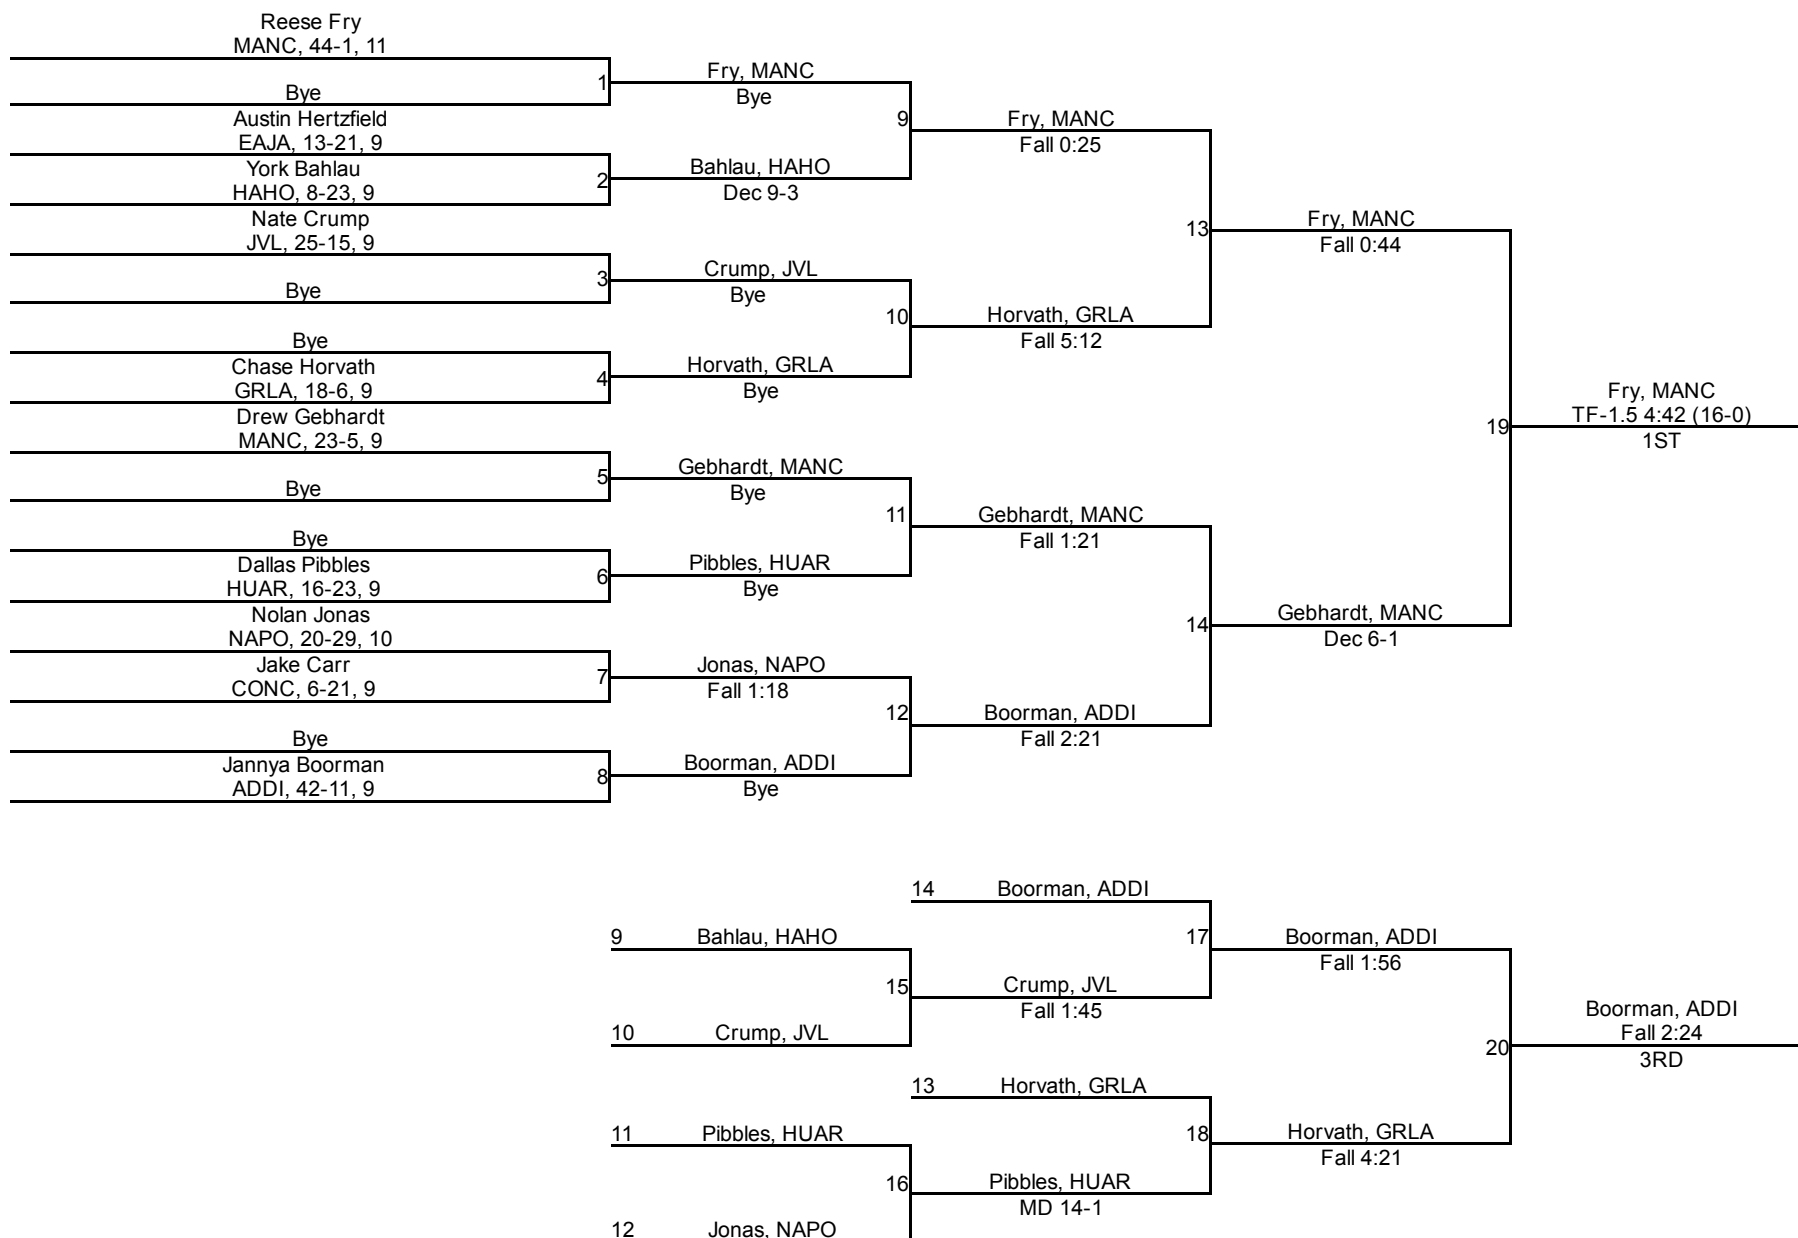 Reese Fry
MANC, 44-1, 11
Bye
1
Austin Hertzfield
EAJA, 13-21, 9
York Bahlau
HAHO, 8-23, 9
2
Nate Crump
JVL, 25-15, 9
Bye
3
Bye
Chase Horvath
GRLA, 18-6, 9
4
Drew Gebhardt
MANC, 23-5, 9
Bye
5
Bye
Dallas Pibbles
HUAR, 16-23, 9
6
Nolan Jonas
NAPO, 20-29, 10
Jake Carr
CONC, 6-21, 9
7
Bye
Jannya Boorman
ADDI, 42-11, 9
8
Fry, MANC
Bye
9
Bahlau, HAHO
Dec 9-3
Crump, JVL
Bye
10
Horvath, GRLA
Bye
Gebhardt, MANC
Bye
11
Pibbles, HUAR
Bye
Jonas, NAPO
Fall 1:18
12
Boorman, ADDI
Bye
Fry, MANC
Fall 0:25
13
Horvath, GRLA
Fall 5:12
Gebhardt, MANC
Fall 1:21
14
Boorman, ADDI
Fall 2:21
Fry, MANC
Fall 0:44
19
Gebhardt, MANC
Dec 6-1
Fry, MANC
TF-1.5 4:42 (16-0)
1ST
14 Boorman, ADDI
9 Bahlau, HAHO
15
10 Crump, JVL
Crump, JVL
Fall 1:45
17
13 Horvath, GRLA
11 Pibbles, HUAR
16
12 Jonas, NAPO
Pibbles, HUAR
MD 14-1
18
Boorman, ADDI
Fall 1:56
20
Horvath, GRLA
Fall 4:21
Boorman, ADDI
Fall 2:24
3RD